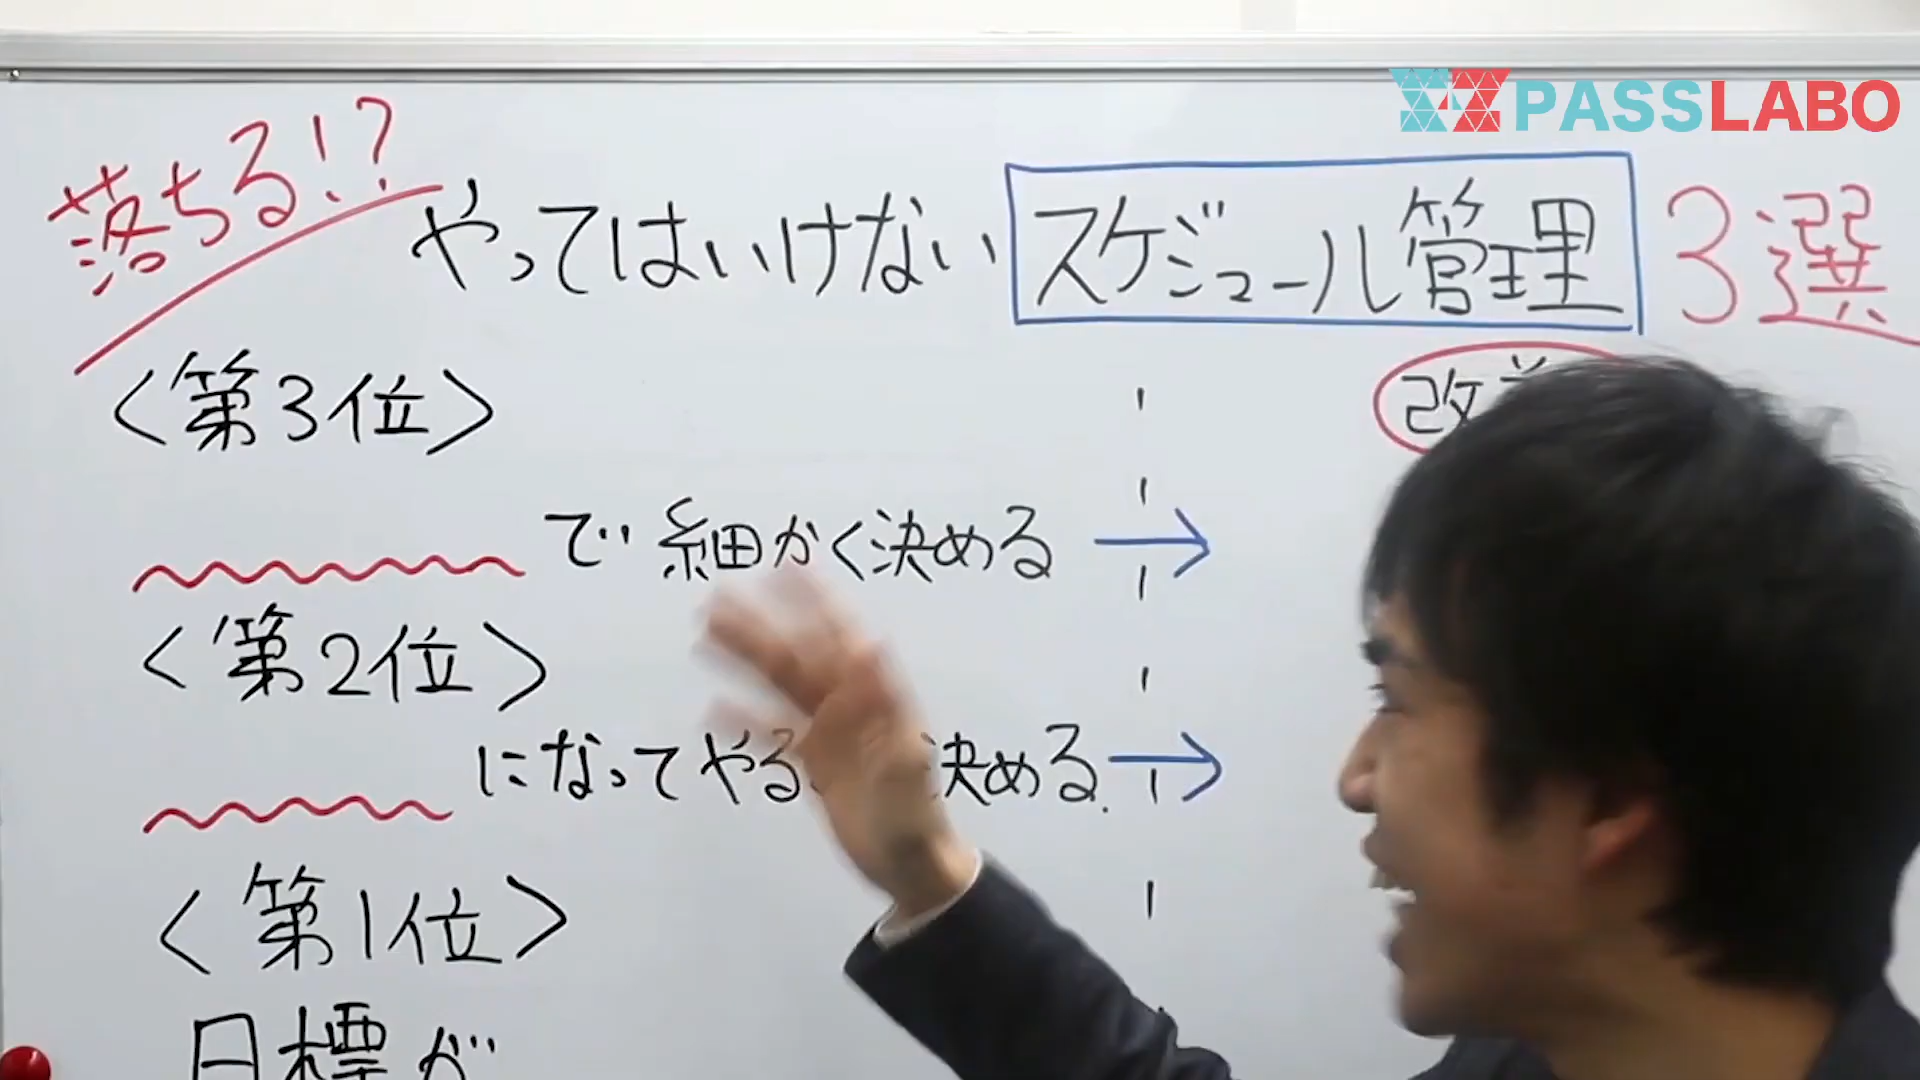 PASSLABO
落ちる!?
やってはいけないスケジュール管理 3選
<第3位>
改善
で 細かく決める →
<第2位>
になってやる 決める. →
<第1位>
目標が